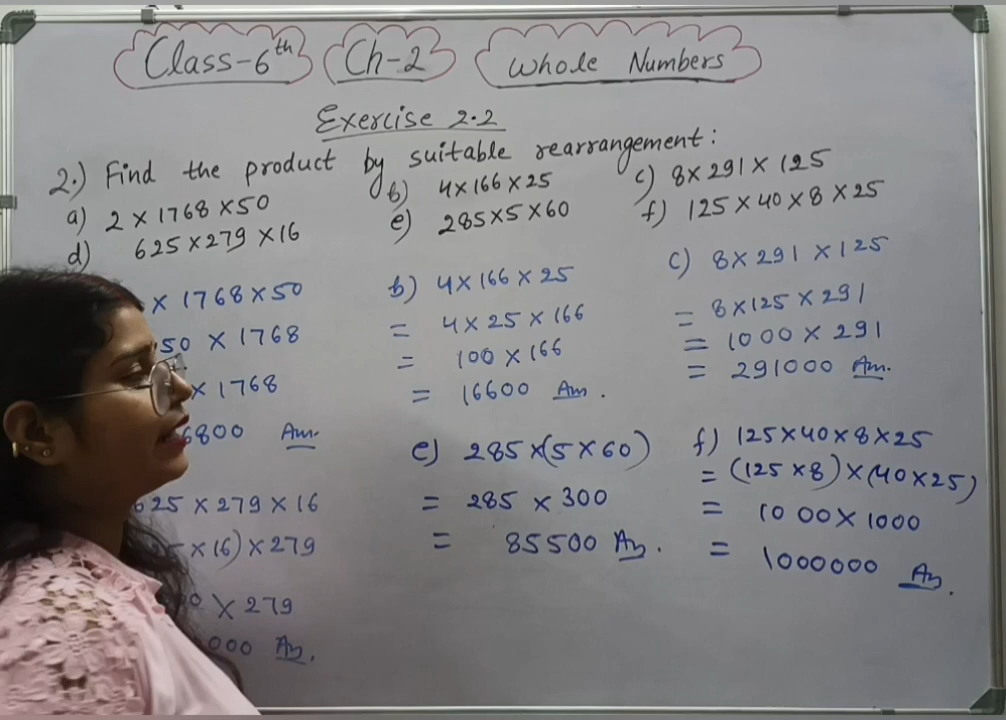 Class-6th Ch-2 Whole Numbers
Exercise 2.2
2.) Find the product by suitable rearrangement:
a) 2 × 1768 × 50 b) 4 × 166 × 25 c) 8 × 291 × 125
d) 625 × 279 × 16 e) 285 × 5 × 60 f) 125 × 40 × 8 × 25
× 1768 × 50
50 × 1768
× 1768
6800 Ans.
b) 4 × 166 × 25
= 4 × 25 × 166
= 100 × 166
= 16600 Ans.
c) 8 × 291 × 125
= 8 × 125 × 291
= 1000 × 291
= 291000 Ans.
625 × 279 × 16
× 16) × 279
0 × 279
000 Ans.
e) 285 × (5 × 60)
= 285 × 300
= 85500 Ans.
f) 125 × 40 × 8 × 25
= (125 × 8) × (40 × 25)
= 1000 × 1000
= 1000000 Ans.